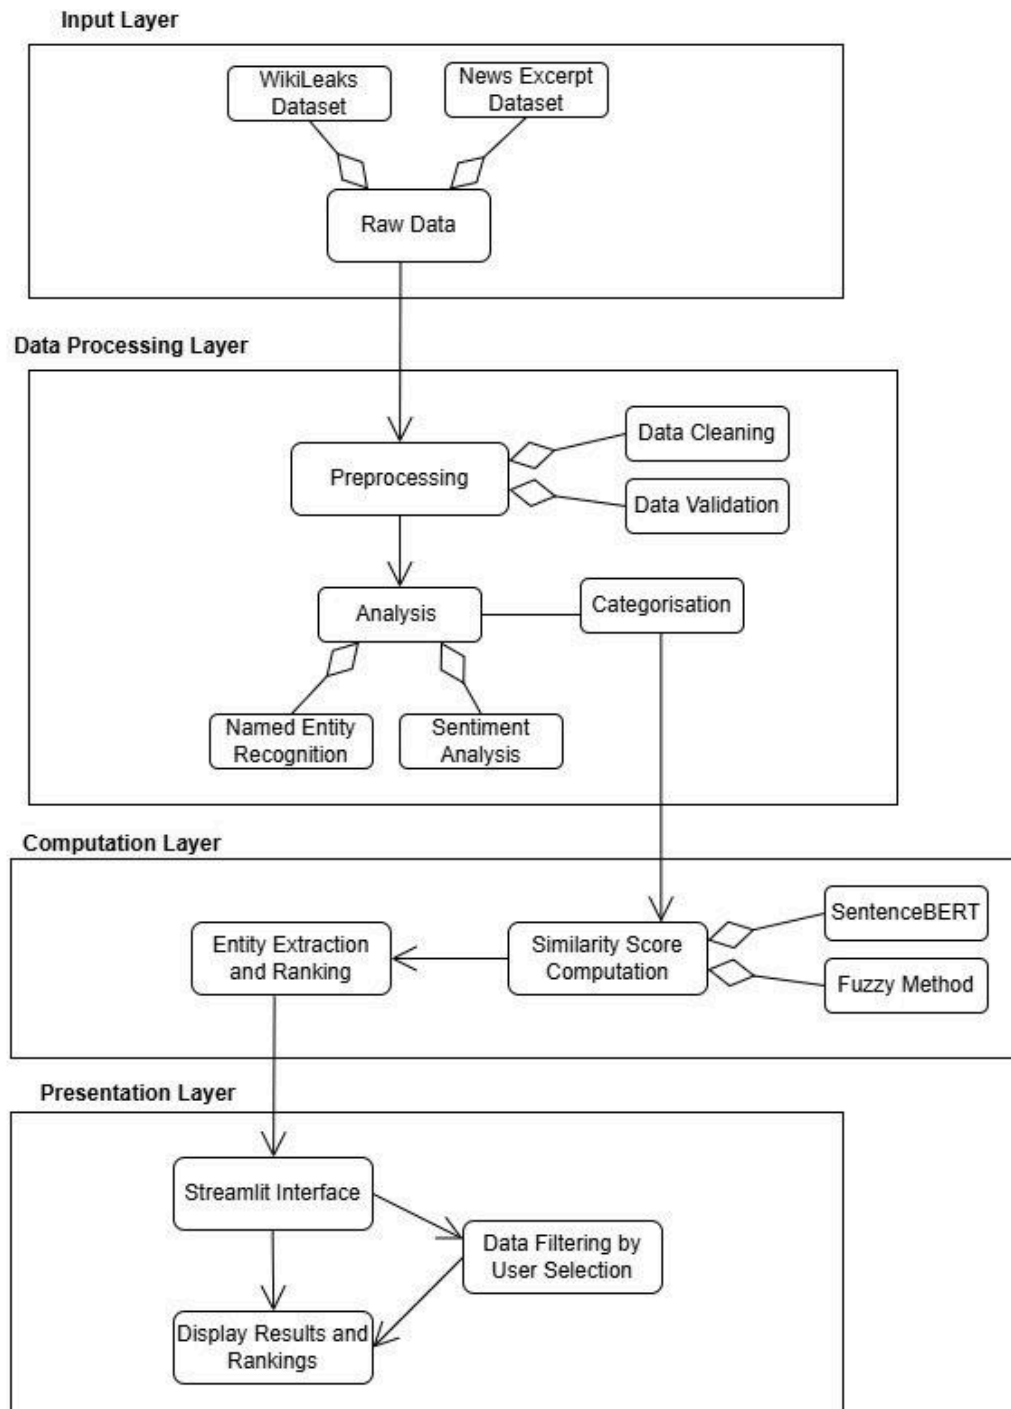 Input Layer
WikiLeaks
Dataset
News Excerpt
Dataset
Raw Data
Data Processing Layer
Data Cleaning
Preprocessing
Data Validation
Analysis
Categorisation
Named Entity
Recognition
Sentiment
Analysis
Computation Layer
SentenceBERT
Entity Extraction
and Ranking
Similarity Score
Computation
Fuzzy Method
Presentation Layer
Streamlit Interface
Data Filtering by
User Selection
Display Results and
Rankings